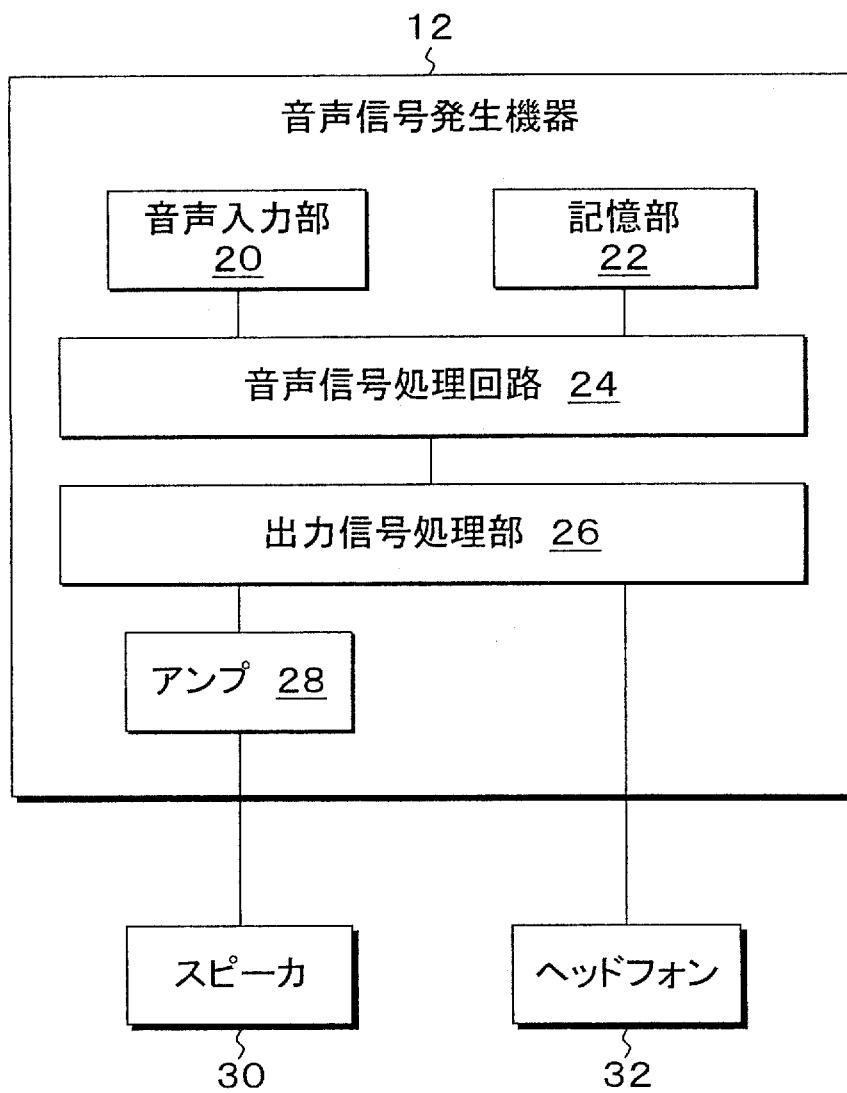 12
音声信号発生機器
音声入力部
20
記憶部
22
音声信号処理回路 24
出力信号処理部 26
アンプ 28
スピーカ
ヘッドフォン
30
32